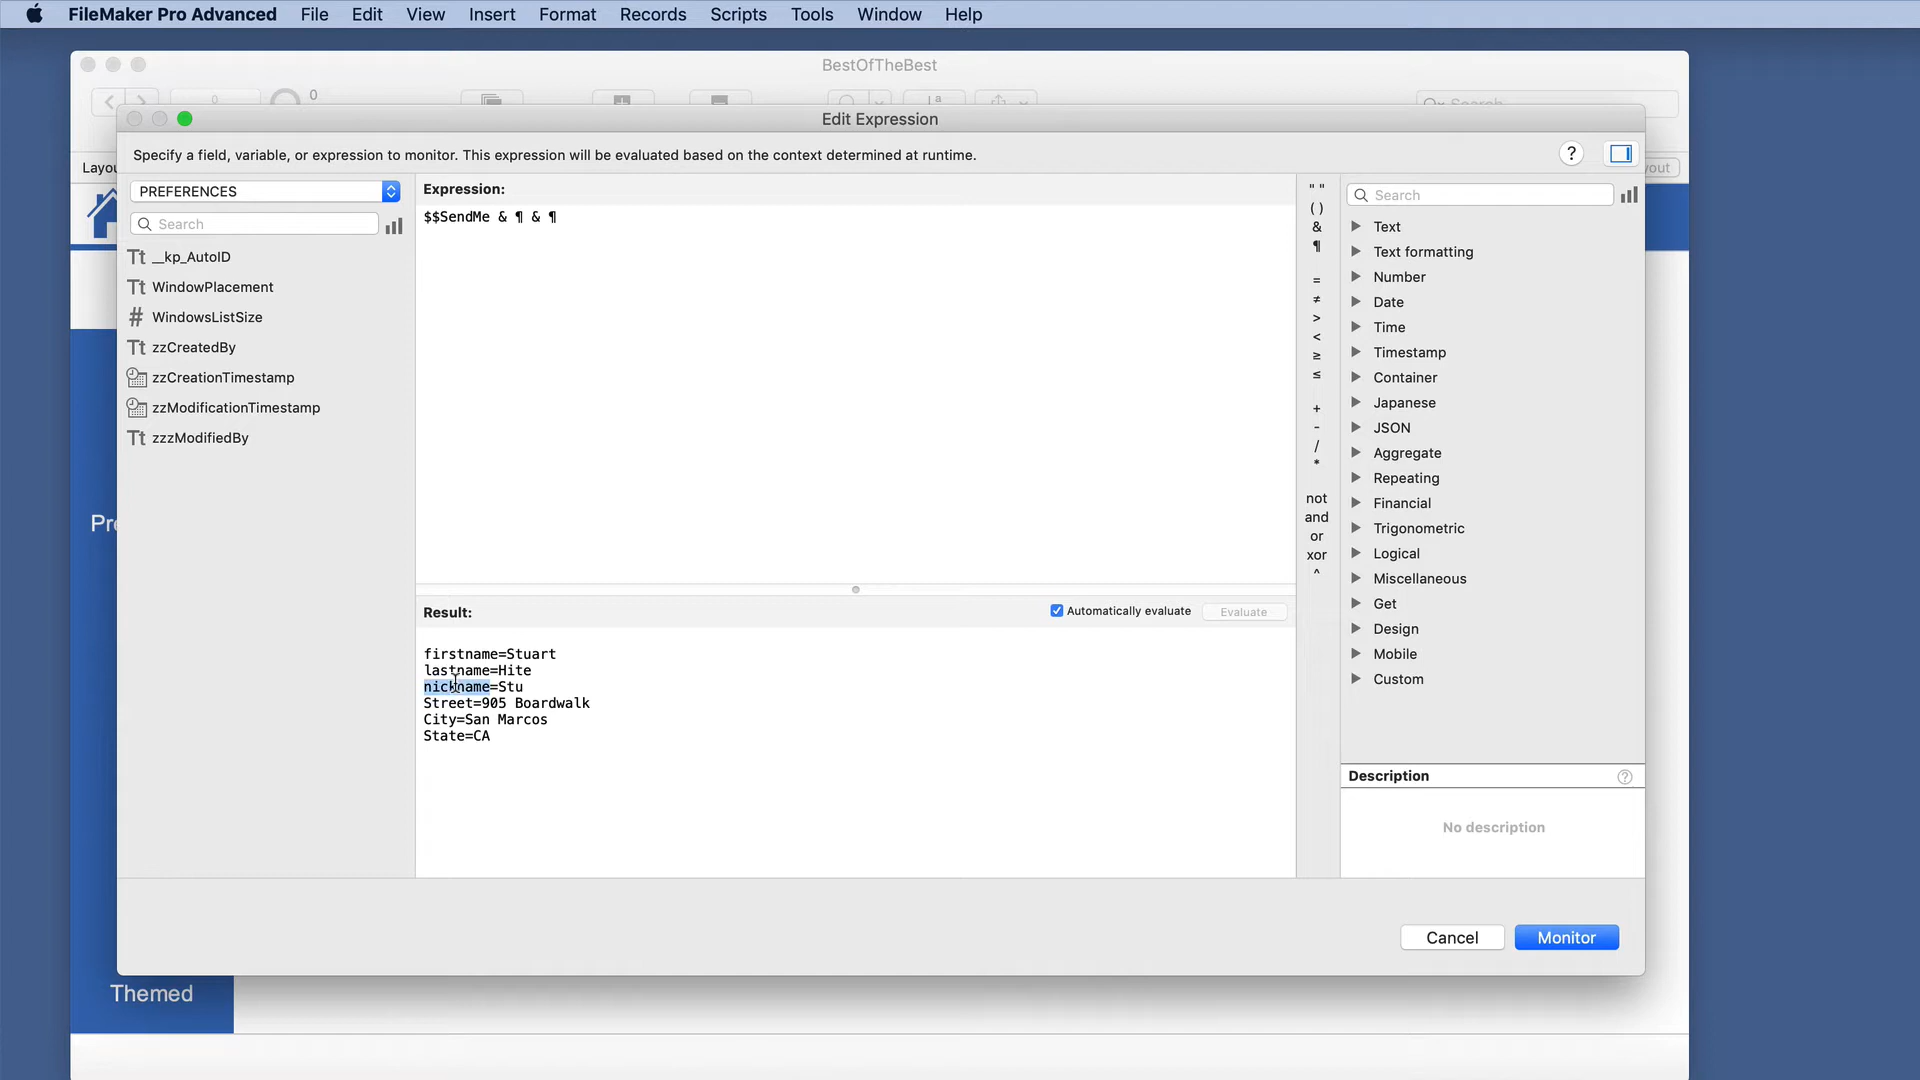 FileMaker Pro Advanced File Edit View Insert Format Records Scripts Tools Window Help
BestOfTheBest
0 0
Edit Expression
Specify a field, variable, or expression to monitor. This expression will be evaluated based on the context determined at runtime.
?
PREFERENCES
Search
__kp_AutoID
WindowPlacement
WindowsListSize
zzCreatedBy
zzCreationTimestamp
zzModificationTimestamp
zzzModifiedBy
Expression:
$$SendMe & ¶ & ¶
Result:
Automatically evaluate
Evaluate
firstname=Stuart
lastname=Hite
nickname=Stu
Street=905 Boardwalk
City=San Marcos
State=CA
" "
( )
&
¶
=
≠
>
<
≥
≤
+
-
/
*
not
and
or
xor
^
Search
Text
Text formatting
Number
Date
Time
Timestamp
Container
Japanese
JSON
Aggregate
Repeating
Financial
Trigonometric
Logical
Miscellaneous
Get
Design
Mobile
Custom
Description
?
No description
Cancel
Monitor
Themed